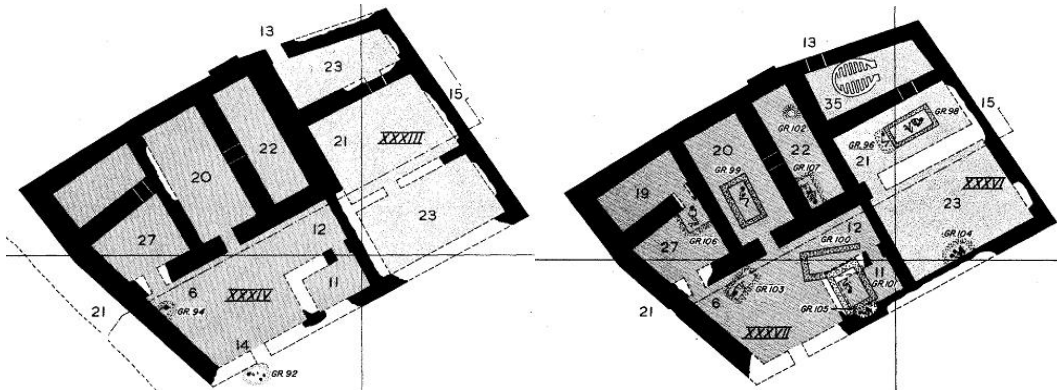 13
23
15
21
XXXIII
22
20
23
27
12
6
XXXIV
11
21
GR.94
14
GR.92
13
35
15
GR.98
GR.102
GR.96
20
22
21
GR.99
GR.107
XXXVI
19
23
27
GR.106
12
GR.100
GR.104
6
GR.103
11
GR.101
21
GR.105
XXXVII